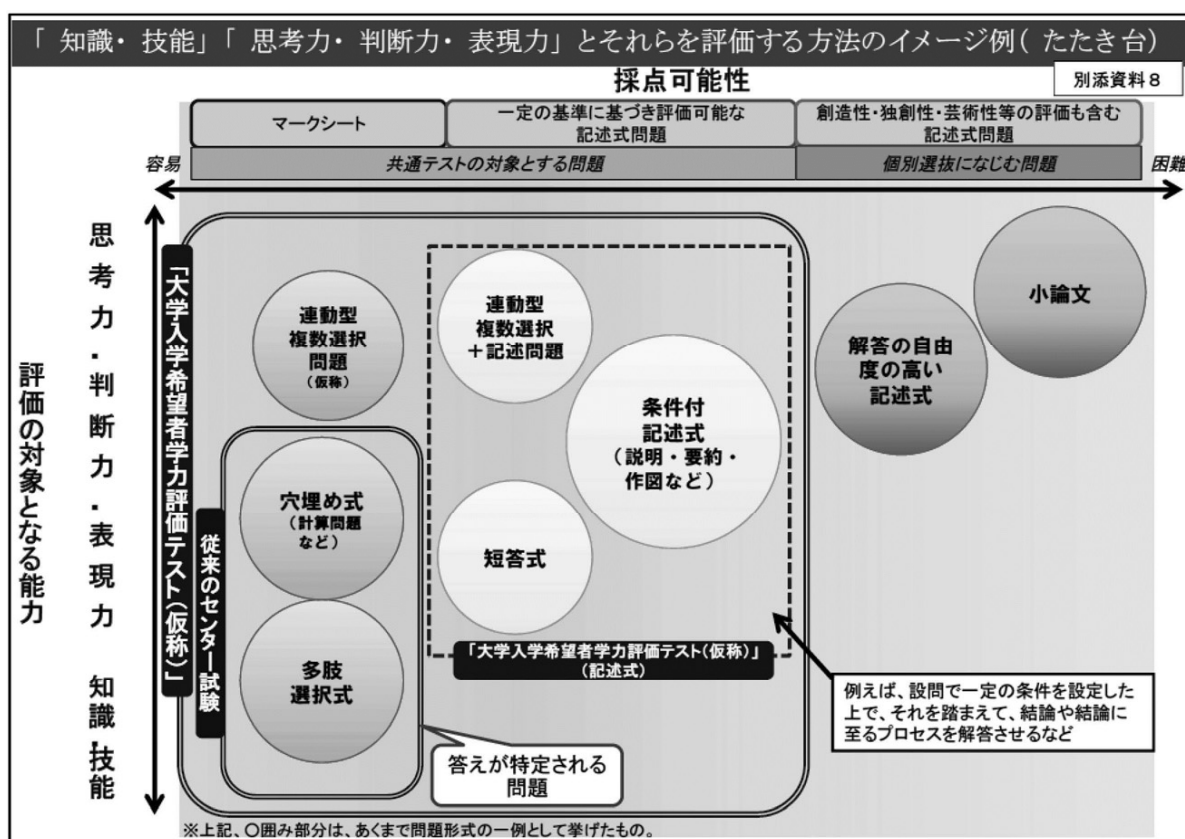 「 知識・ 技能」「 思考力・ 判断力・ 表現力」とそれらを評価する方法のイメージ例( たたき台)
別添資料8
採点可能性
マークシート
一定の基準に基づき評価可能な
記述式問題
創造性・独創性・芸術性等の評価も含む
記述式問題
容易
共通テストの対象とする問題
個別選抜になじむ問題
困難
評価の対象となる能力
思考力・判断力・表現力
知識・技能
「大学入学希望者学力評価テスト(仮称)」
従来のセンター試験
連動型
複数選択
問題
(仮称)
穴埋め式
(計算問題
など)
多肢
選択式
連動型
複数選択
+記述問題
条件付
記述式
(説明・要約・
作図など)
短答式
「大学入学希望者学力評価テスト(仮称)」
(記述式)
解答の自由
度の高い
記述式
小論文
答えが特定される
問題
例えば、設問で一定の条件を設定した
上で、それを踏まえて、結論や結論に
至るプロセスを解答させるなど
※上記、〇囲み部分は、あくまで問題形式の一例として挙げたもの。